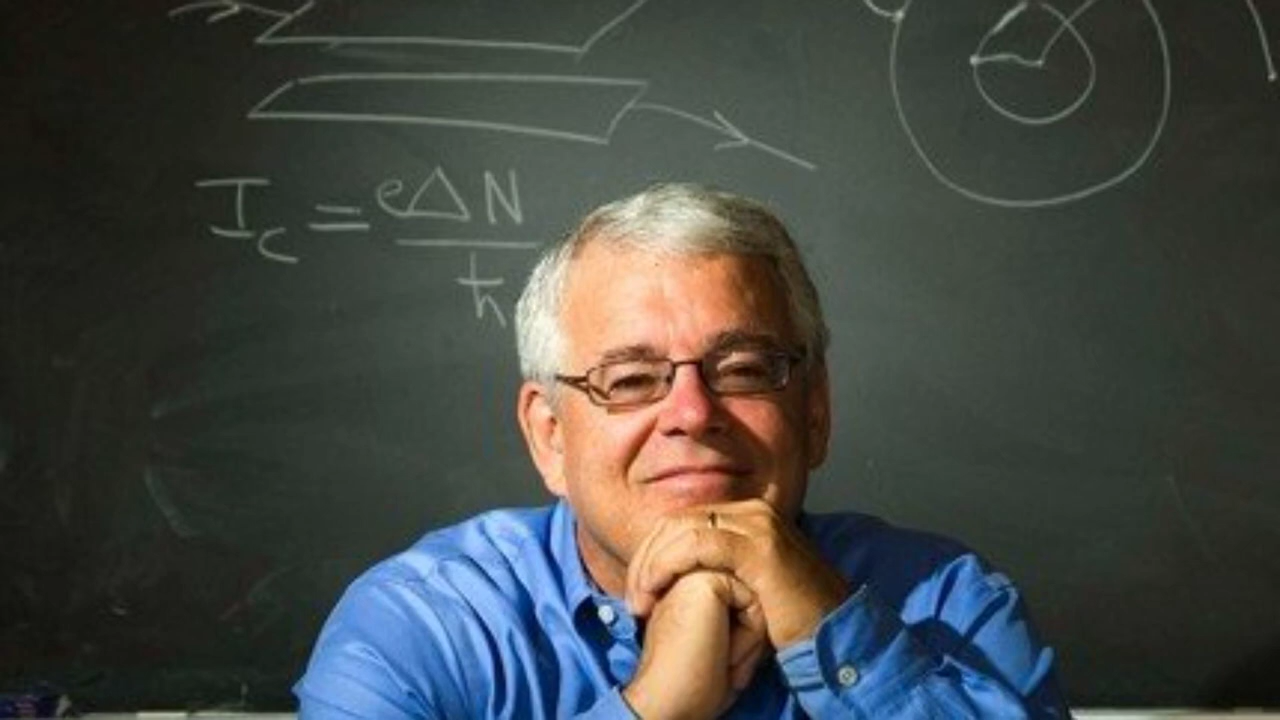 I_c = eΔN / ħ